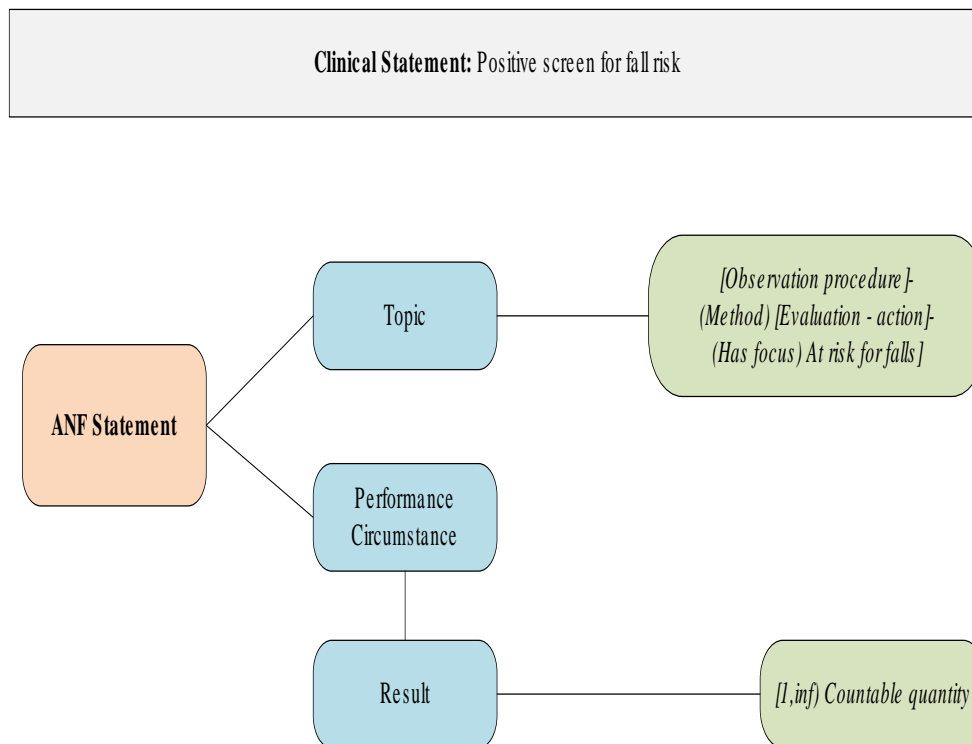 Clinical Statement: Positive screen for fall risk
[Observation procedure]-
(Method) [Evaluation - action]-
(Has focus) At risk for falls]
Topic
ANF Statement
Performance
Circumstance
Result
[1,inf) Countable quantity